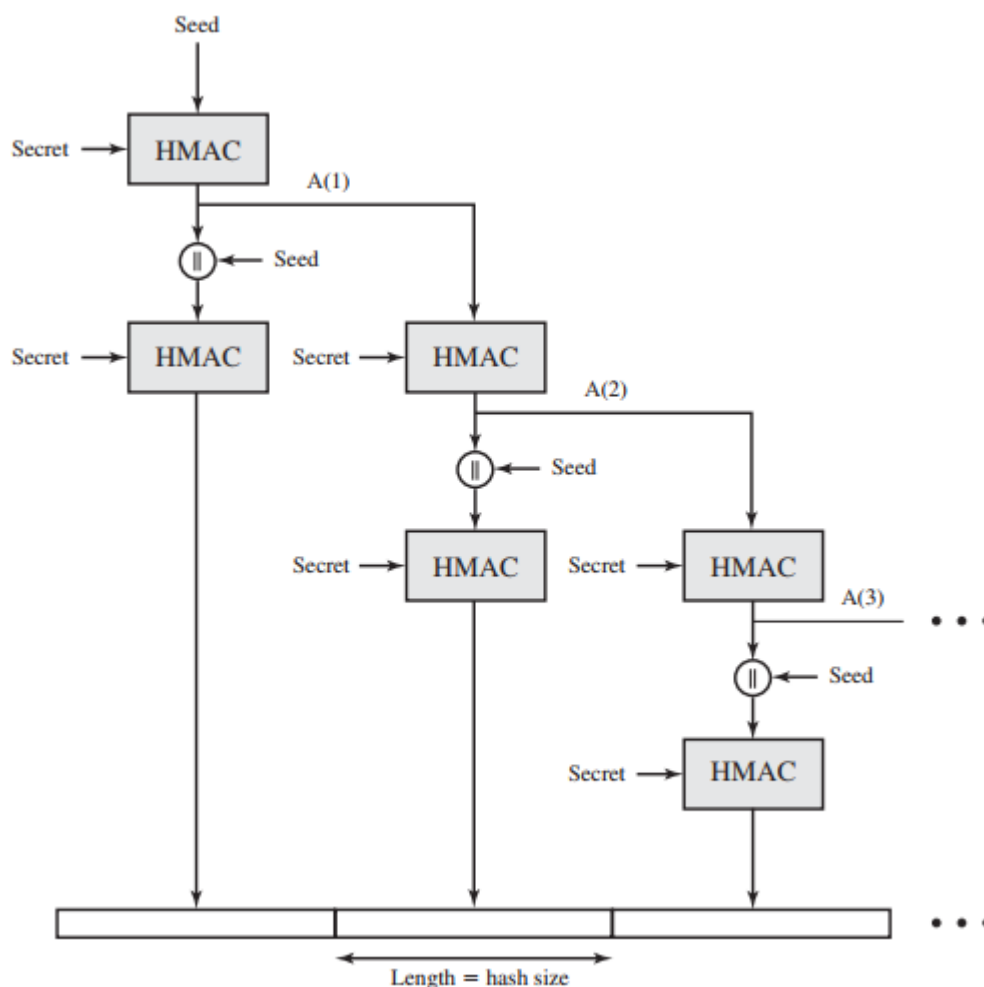 Seed
Secret
HMAC
A(1)
||
Seed
Secret
HMAC
Secret
HMAC
A(2)
||
Seed
Secret
HMAC
Secret
HMAC
A(3)
||
Seed
Secret
HMAC
Length = hash size